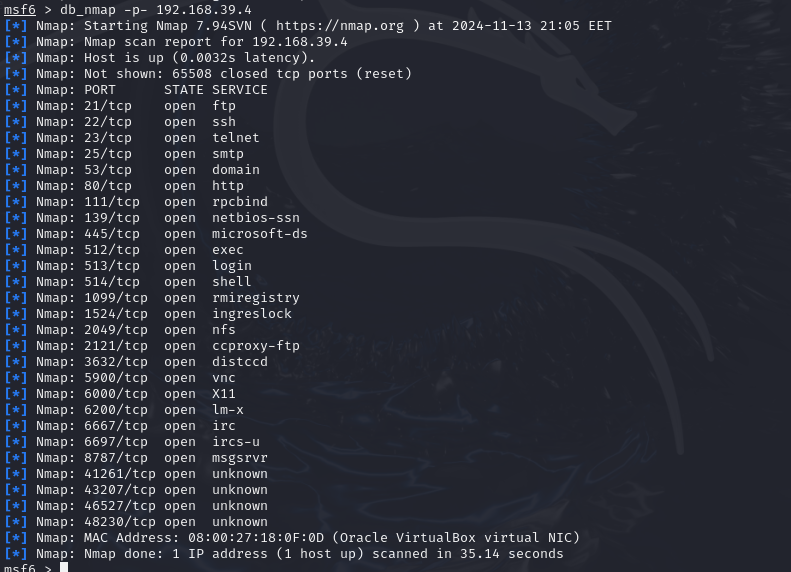 msf6 > db_nmap -p- 192.168.39.4
[*] Nmap: Starting Nmap 7.94SVN ( https://nmap.org ) at 2024-11-13 21:05 EET
[*] Nmap: Nmap scan report for 192.168.39.4
[*] Nmap: Host is up (0.0032s latency).
[*] Nmap: Not shown: 65508 closed tcp ports (reset)
[*] Nmap: PORT      STATE SERVICE
[*] Nmap: 21/tcp    open  ftp
[*] Nmap: 22/tcp    open  ssh
[*] Nmap: 23/tcp    open  telnet
[*] Nmap: 25/tcp    open  smtp
[*] Nmap: 53/tcp    open  domain
[*] Nmap: 80/tcp    open  http
[*] Nmap: 111/tcp   open  rpcbind
[*] Nmap: 139/tcp   open  netbios-ssn
[*] Nmap: 445/tcp   open  microsoft-ds
[*] Nmap: 512/tcp   open  exec
[*] Nmap: 513/tcp   open  login
[*] Nmap: 514/tcp   open  shell
[*] Nmap: 1099/tcp  open  rmiregistry
[*] Nmap: 1524/tcp  open  ingreslock
[*] Nmap: 2049/tcp  open  nfs
[*] Nmap: 2121/tcp  open  ccproxy-ftp
[*] Nmap: 3632/tcp  open  distccd
[*] Nmap: 5900/tcp  open  vnc
[*] Nmap: 6000/tcp  open  X11
[*] Nmap: 6200/tcp  open  lm-x
[*] Nmap: 6667/tcp  open  irc
[*] Nmap: 6697/tcp  open  ircs-u
[*] Nmap: 8787/tcp  open  msgsrvr
[*] Nmap: 41261/tcp open  unknown
[*] Nmap: 43207/tcp open  unknown
[*] Nmap: 46527/tcp open  unknown
[*] Nmap: 48230/tcp open  unknown
[*] Nmap: MAC Address: 08:00:27:18:0F:0D (Oracle VirtualBox virtual NIC)
[*] Nmap: Nmap done: 1 IP address (1 host up) scanned in 35.14 seconds
msf6 >